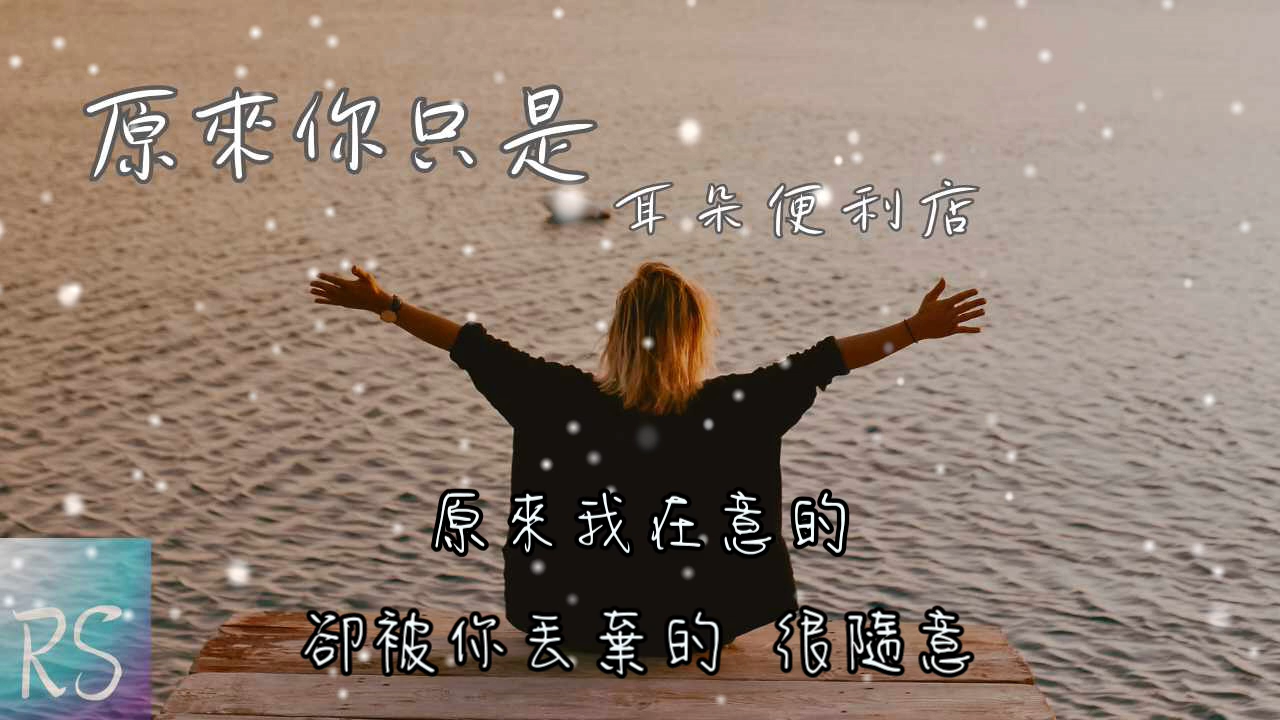 原來你只是
耳朵便利店
原來我在意的
卻被你丟棄的 很隨意
RS